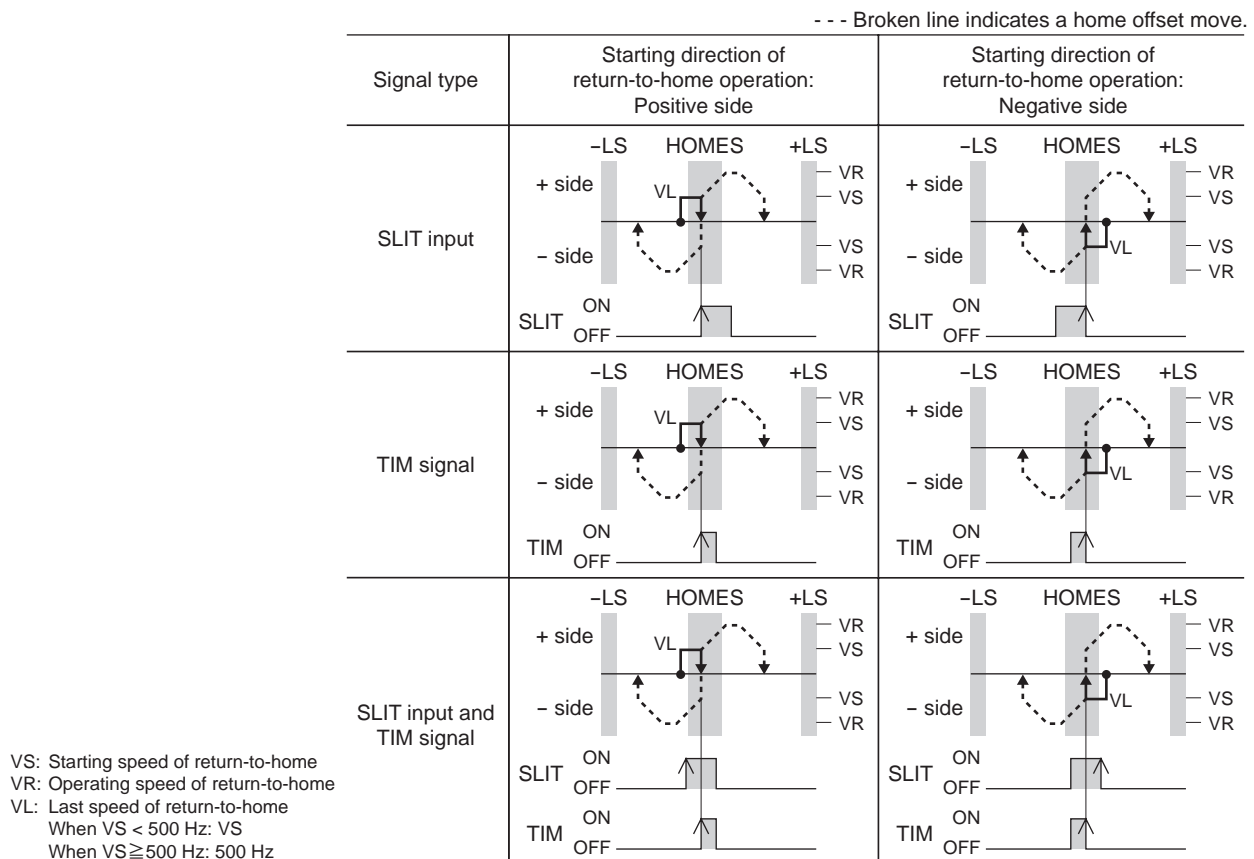 - - - Broken line indicates a home offset move.
Signal type
Starting direction of
return-to-home operation:
Positive side
Starting direction of
return-to-home operation:
Negative side
SLIT input
–LS HOMES +LS
+ side
– side
VL
VR
VS
VS
VR
SLIT
ON
OFF
–LS HOMES +LS
+ side
– side
VL
VR
VS
VS
VR
SLIT
ON
OFF
TIM signal
–LS HOMES +LS
+ side
– side
VL
VR
VS
VS
VR
TIM
ON
OFF
–LS HOMES +LS
+ side
– side
VL
VR
VS
VS
VR
TIM
ON
OFF
SLIT input and
TIM signal
–LS HOMES +LS
+ side
– side
VL
VR
VS
VS
VR
SLIT
ON
OFF
TIM
ON
OFF
–LS HOMES +LS
+ side
– side
VL
VR
VS
VS
VR
SLIT
ON
OFF
TIM
ON
OFF
VS: Starting speed of return-to-home
VR: Operating speed of return-to-home
VL: Last speed of return-to-home
When VS < 500 Hz: VS
When VS≧500 Hz: 500 Hz